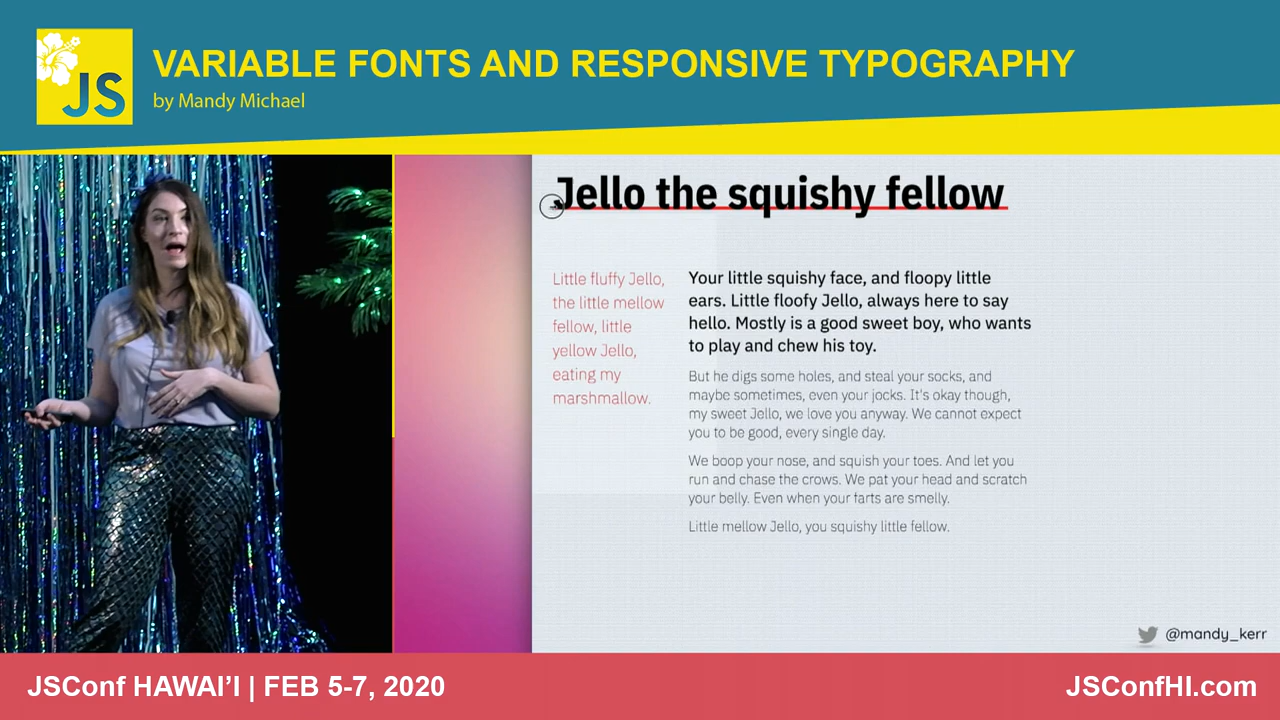 JS
VARIABLE FONTS AND RESPONSIVE TYPOGRAPHY
by Mandy Michael
Jello the squishy fellow
Little fluffy Jello,
the little mellow
fellow, little
yellow Jello,
eating my
marshmallow.
Your little squishy face, and floopy little
ears. Little floofy Jello, always here to say
hello. Mostly is a good sweet boy, who wants
to play and chew his toy.
But he digs some holes, and steal your socks, and
maybe sometimes, even your jocks. It's okay though,
my sweet Jello, we love you anyway. We cannot expect
you to be good, every single day.
We boop your nose, and squish your toes. And let you
run and chase the crows. We pat your head and scratch
your belly. Even when your farts are smelly.
Little mellow Jello, you squishy little fellow.
@mandy_kerr
JSConf HAWAI’I | FEB 5-7, 2020
JSConfHI.com